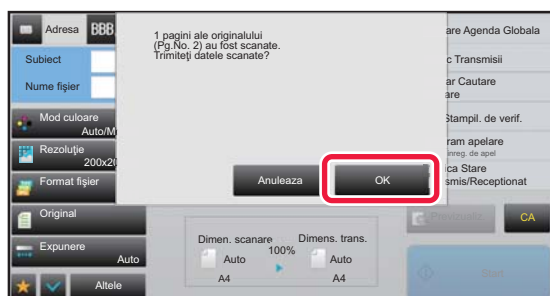 Adresa
BBB
1 pagini ale originalului
(Pg.No. 2) au fost scanate.
Trimiteţi datele scanate?
Anuleaza
OK
Subiect
Nume fişier
Mod culoare
Auto/M
Rezoluţie
200x20
Format fişier
Original
Expunere
Auto
Altele
Dimen. scanare
100%
Dimens. trans.
Auto
A4
Auto
A4
are Agenda Globala
c Transmisii
ar Cautare
are
Stampil. de verif.
ram apelare
inreg. de apel
ca Stare
smis/Receptionat
CA
Start